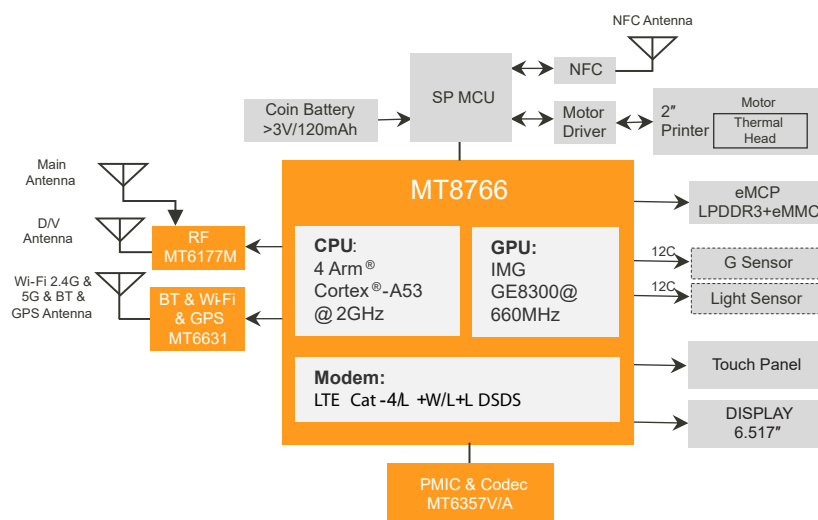 NFC Antenna
SP MCU
NFC
Coin Battery
>3V/120mAh
Motor
Driver
2″
Printer
Motor
Thermal
Head
Main
Antenna
D/V
Antenna
Wi-Fi 2.4G &
5G & BT &
GPS Antenna
RF
MT6177M
BT & Wi-Fi
& GPS
MT6631
MT8766
CPU:
4 Arm®
Cortex®-A53
@ 2GHz
GPU:
IMG
GE8300@
660MHz
Modem:
LTE Cat-4/L +W/L+L DSDS
eMCP
LPDDR3+eMMC
12C
G Sensor
12C
Light Sensor
Touch Panel
DISPLAY
6.517″
PMIC & Codec
MT6357V/A